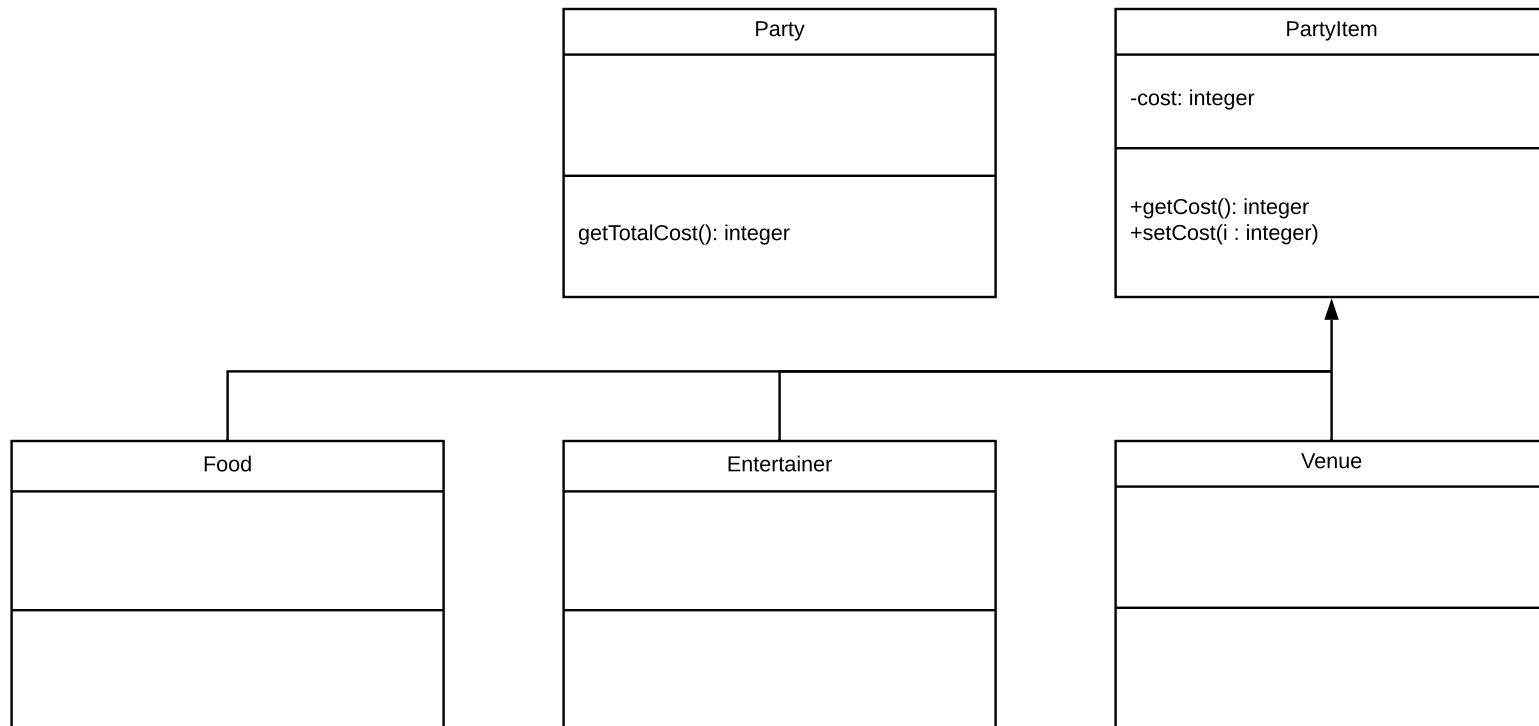 Party
PartyItem
-cost: integer
getTotalCost(): integer
+getCost(): integer
+setCost(i : integer)
Food
Entertainer
Venue